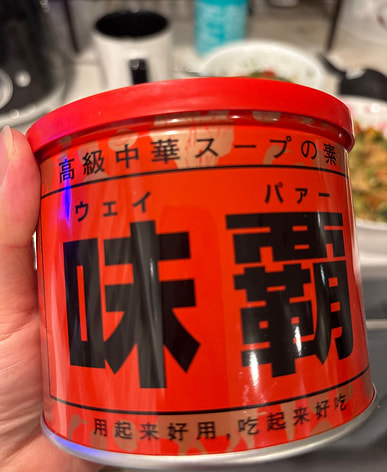 高級中華スープの素
ウェイ パァー
味覇
用起来好用，吃起来好吃